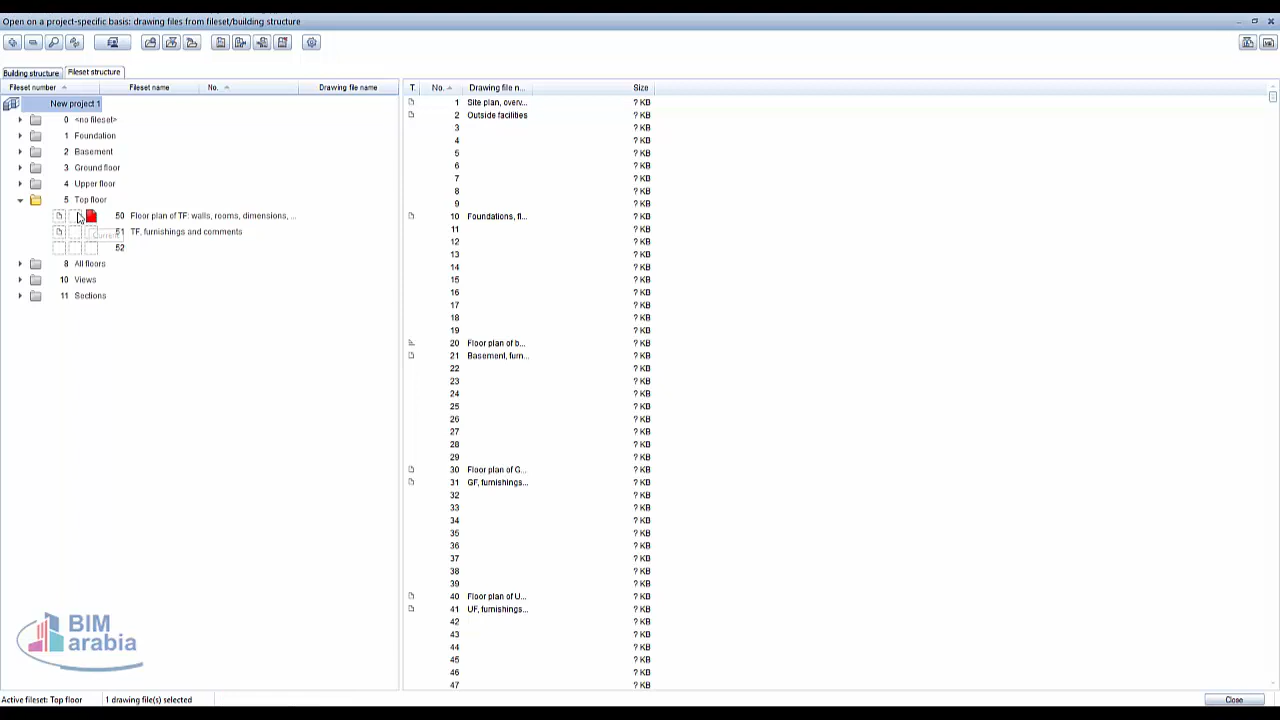 Open on a project-specific basis: drawing files from fileset/building structure
Building structure
Fileset structure
Fileset number
Fileset name
No.
Drawing file name
New project 1
0 <no fileset>
1 Foundation
2 Basement
3 Ground floor
4 Upper floor
5 Top floor
50 Floor plan of TF: walls, rooms, dimensions, ...
51 TF, furnishings and comments
Current
52
8 All floors
10 Views
11 Sections
BIM
arabia
T.
No.
Drawing file n...
Size
1 Site plan, overv... ? KB
2 Outside facilities ? KB
3 ? KB
4 ? KB
5 ? KB
6 ? KB
7 ? KB
8 ? KB
9 ? KB
10 Foundations, fl... ? KB
11 ? KB
12 ? KB
13 ? KB
14 ? KB
15 ? KB
16 ? KB
17 ? KB
18 ? KB
19 ? KB
20 Floor plan of b... ? KB
21 Basement, furn... ? KB
22 ? KB
23 ? KB
24 ? KB
25 ? KB
26 ? KB
27 ? KB
28 ? KB
29 ? KB
30 Floor plan of G... ? KB
31 GF, furnishings... ? KB
32 ? KB
33 ? KB
34 ? KB
35 ? KB
36 ? KB
37 ? KB
38 ? KB
39 ? KB
40 Floor plan of U... ? KB
41 UF, furnishings... ? KB
42 ? KB
43 ? KB
44 ? KB
45 ? KB
46 ? KB
47 ? KB
Active fileset: Top floor
1 drawing file(s) selected
Close